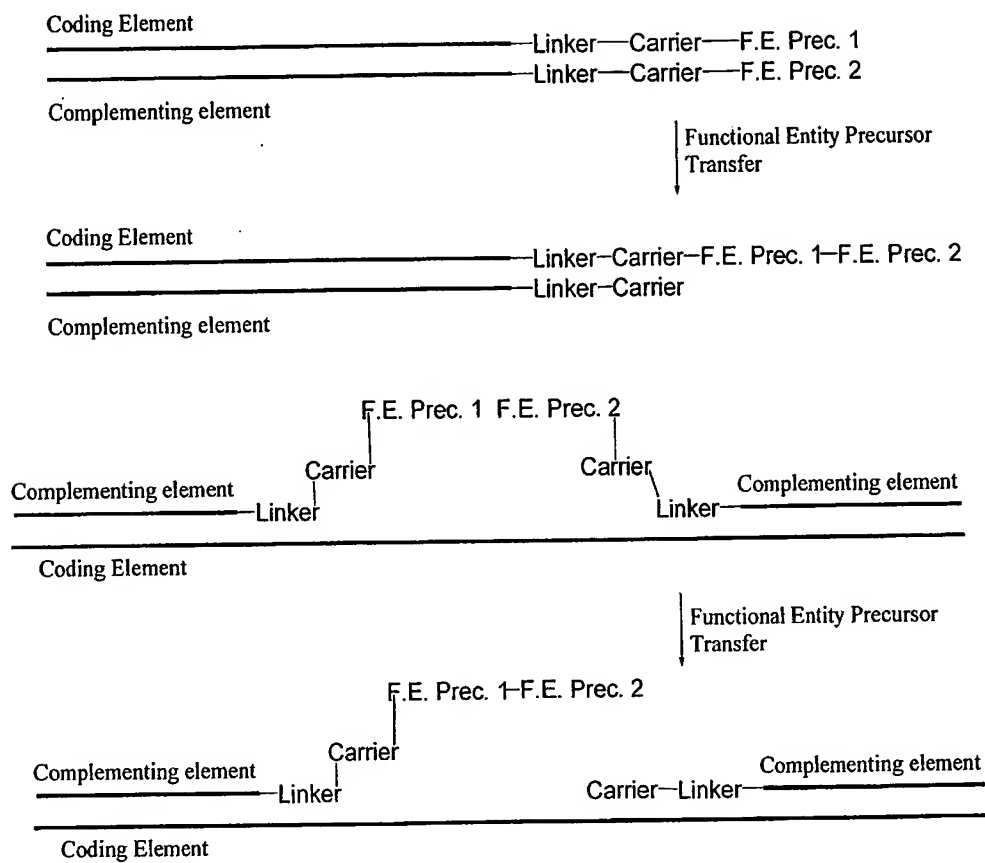 Coding Element
Linker—Carrier—F.E. Prec. 1
Linker—Carrier—F.E. Prec. 2
Complementing element
Functional Entity Precursor
Transfer
Coding Element
Linker–Carrier–F.E. Prec. 1–F.E. Prec. 2
Linker–Carrier
Complementing element
F.E. Prec. 1 F.E. Prec. 2
Carrier Carrier
Complementing element Linker Linker Complementing element
Coding Element
Functional Entity Precursor
Transfer
F.E. Prec. 1–F.E. Prec. 2
Carrier
Complementing element Linker Carrier–Linker Complementing element
Coding Element